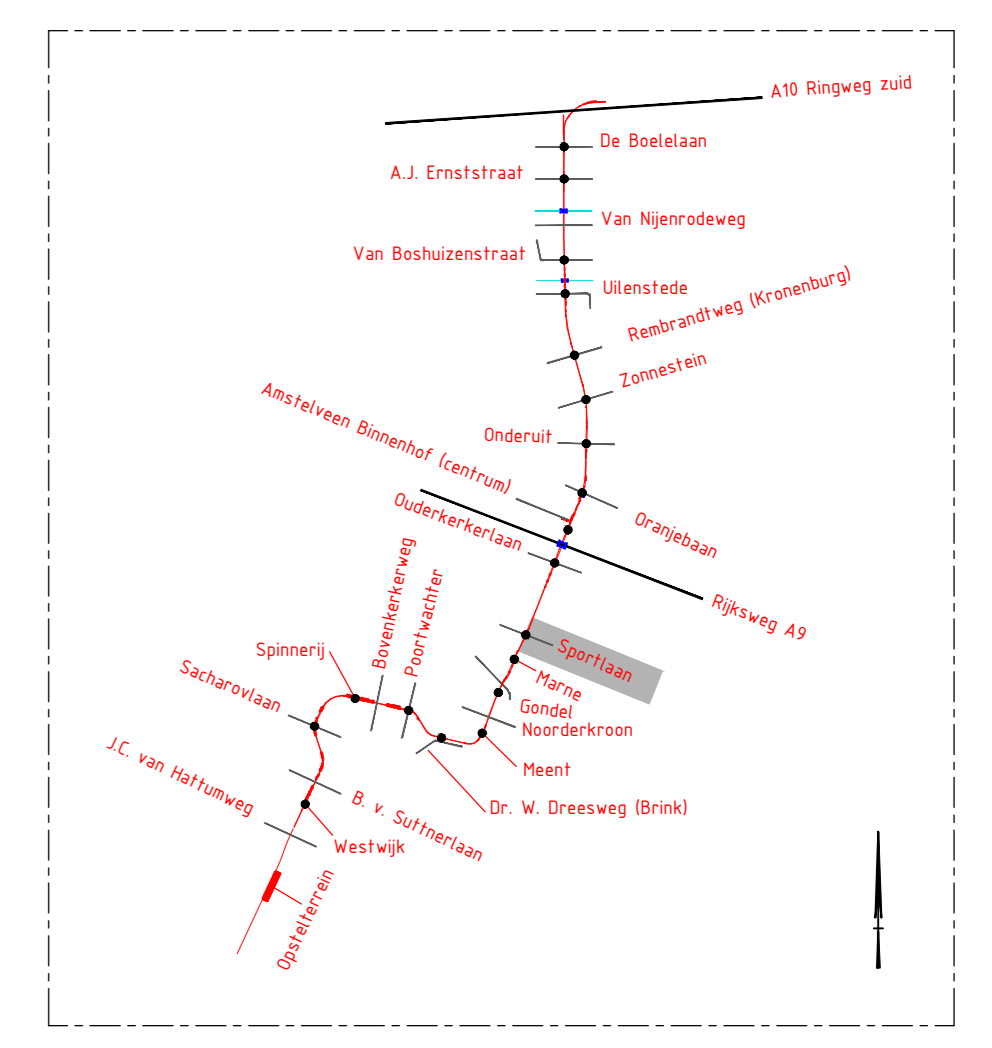 A10 Ringweg zuid
De Boelelaan
A.J. Ernststraat
Van Nijenrodeweg
Van Boshuizenstraat
Uilenstede
Rembrandtweg (Kronenburg)
Zonnestein
Amstelveen Binnenhof (centrum)
Onderuit
Ouderkerkerlaan
Oranjebaan
Rijksweg A9
Bovenkerkerweg
Poortwachter
Sportlaan
Spinnerij
Marne
Sacharovlaan
Gondel
Noorderkroon
J.C. van Hattumweg
Meent
B. v. Suttnerlaan
Dr. W. Dreesweg (Brink)
Westwijk
Opstelterrein